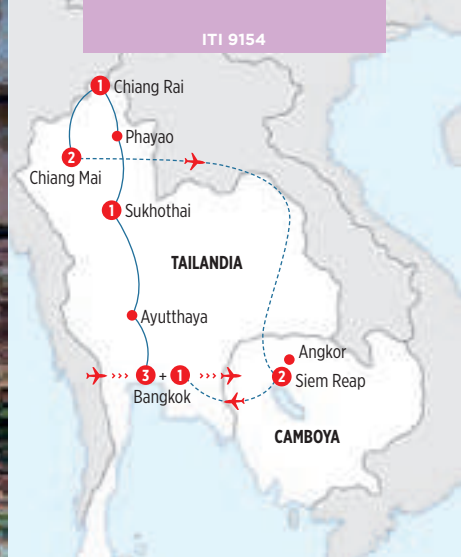 ITI 9154
1 Chiang Rai
Phayao
2
Chiang Mai
1 Sukhothai
TAILANDIA
Ayutthaya
Angkor
3 + 1
Bangkok
2 Siem Reap
CAMBOYA